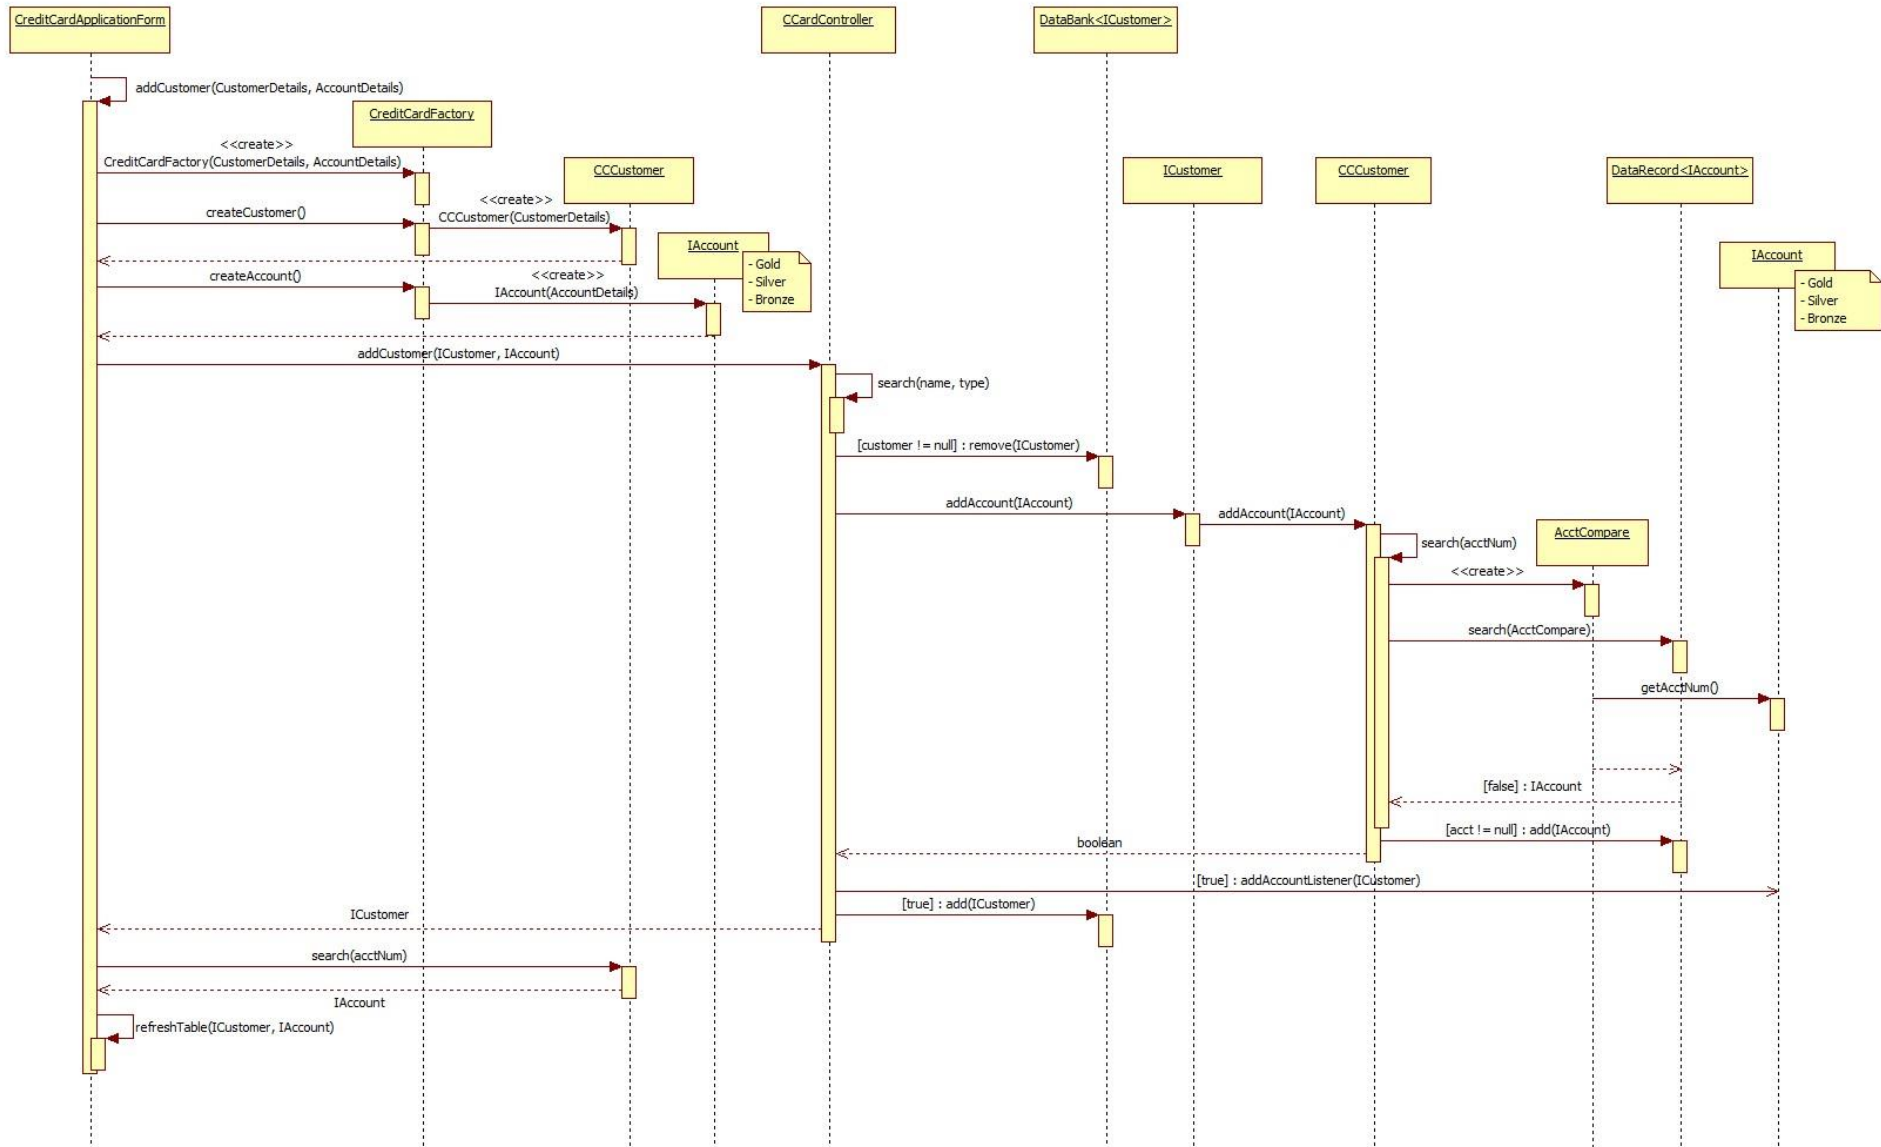 CreditCardApplicationForm
CCardController
DataBank<ICustomer>
addCustomer(CustomerDetails, AccountDetails)
CreditCardFactory
<<create>>
CreditCardFactory(CustomerDetails, AccountDetails)
CCCustomer
ICustomer
CCCustomer
DataRecord<IAccount>
<<create>>
createCustomer()
CCCustomer(CustomerDetails)
IAccount
- Gold
- Silver
- Bronze
IAccount
- Gold
- Silver
- Bronze
createAccount()
<<create>>
IAccount(AccountDetails)
addCustomer(ICustomer, IAccount)
search(name, type)
[customer != null] : remove(ICustomer)
addAccount(IAccount)
addAccount(IAccount)
AcctCompare
search(acctNum)
<<create>>
search(AcctCompare)
getAcctNum()
[false] : IAccount
[acct != null] : add(IAccount)
boolean
[true] : addAccountListener(ICustomer)
[true] : add(ICustomer)
ICustomer
search(acctNum)
IAccount
refreshTable(ICustomer, IAccount)